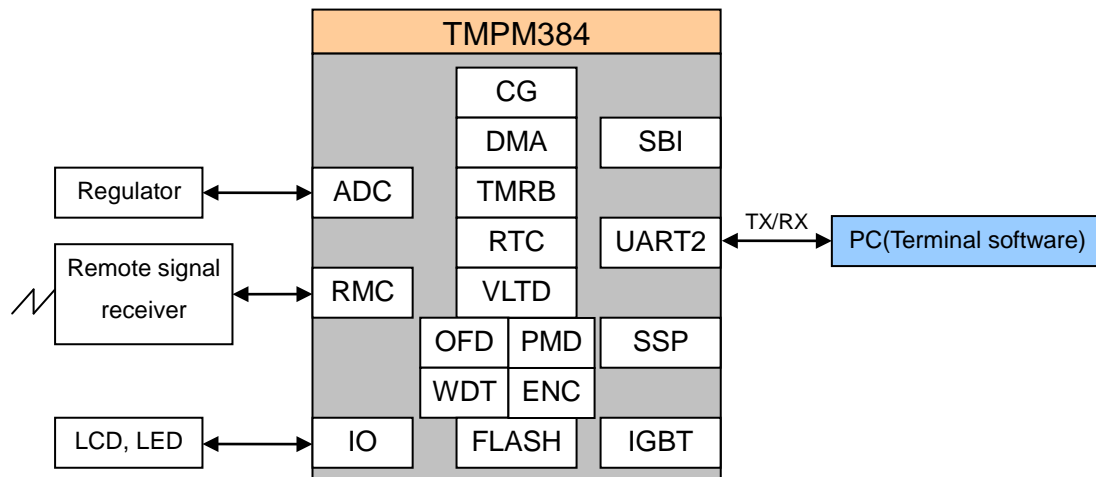 TMPM384
CG
DMA
SBI
Regulator
ADC
TMRB
RTC
UART2
TX/RX
PC(Terminal software)
Remote signal
receiver
RMC
VLTD
OFD
PMD
SSP
WDT
ENC
LCD, LED
IO
FLASH
IGBT